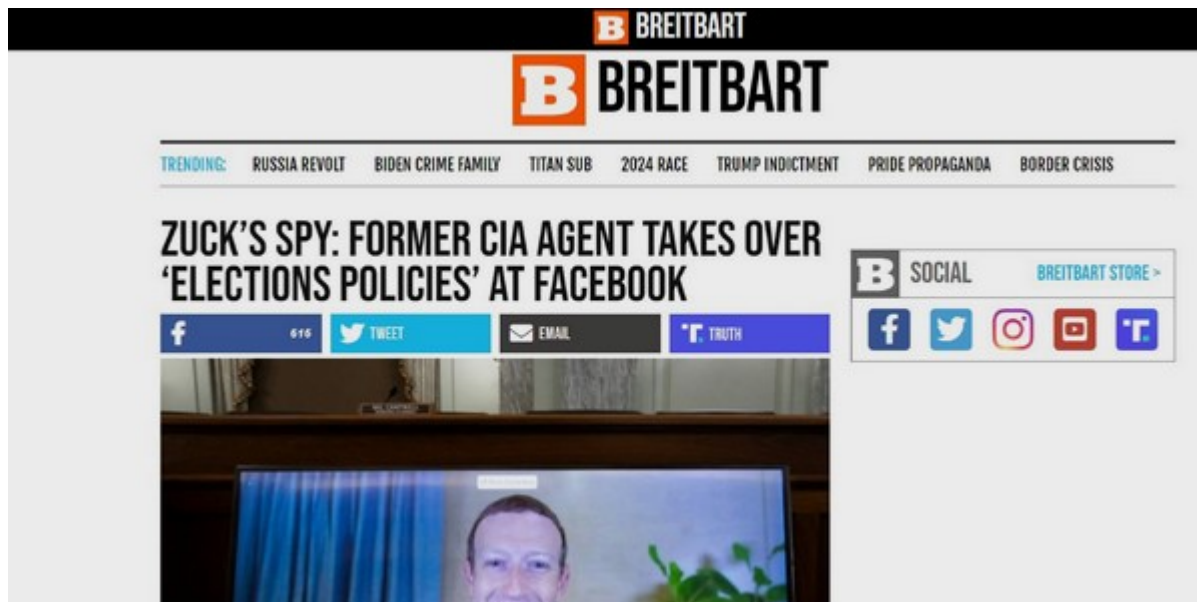 BREITBART
BREITBART
TRENDING: RUSSIA REVOLT BIDEN CRIME FAMILY TITAN SUB 2024 RACE TRUMP INDICTMENT PRIDE PROPAGANDA BORDER CRISIS
ZUCK'S SPY: FORMER CIA AGENT TAKES OVER
‘ELECTIONS POLICIES’ AT FACEBOOK
SOCIAL BREITBART STORE >
616 TWEET EMAIL TRUTH